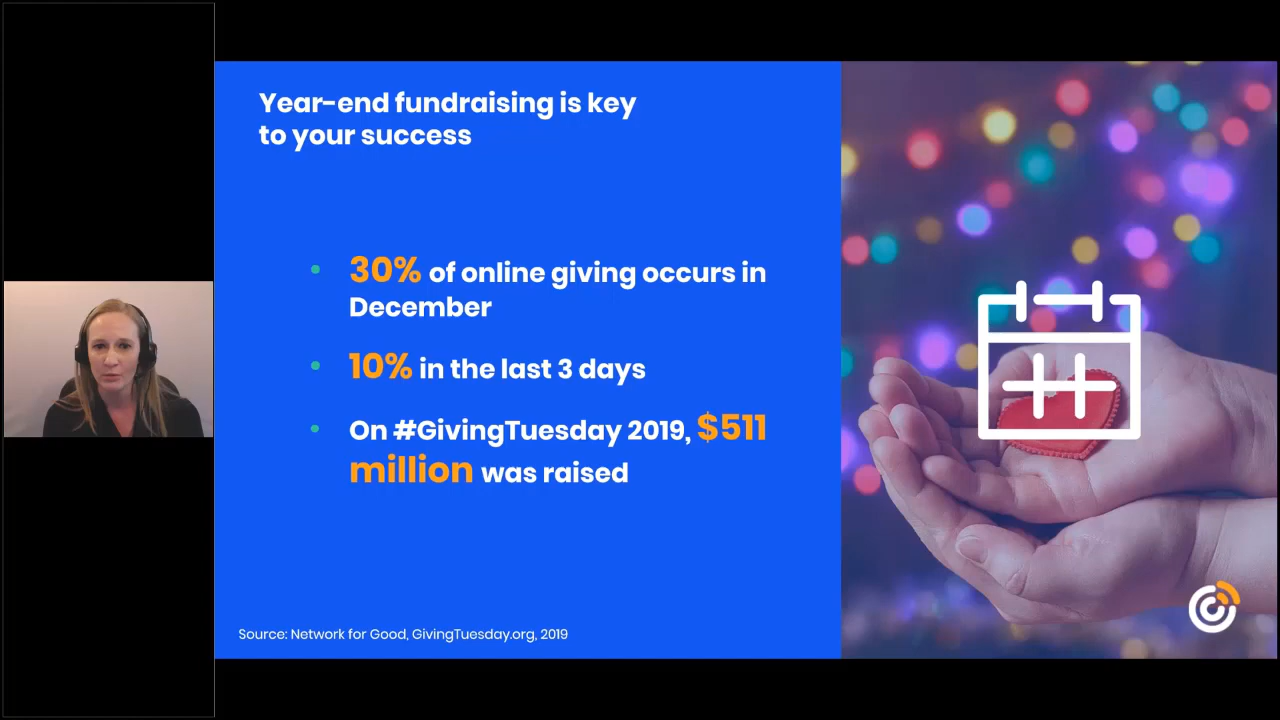 Year-end fundraising is key
to your success
• 30% of online giving occurs in
December
• 10% in the last 3 days
• On #GivingTuesday 2019, $511
million was raised
Source: Network for Good, GivingTuesday.org, 2019